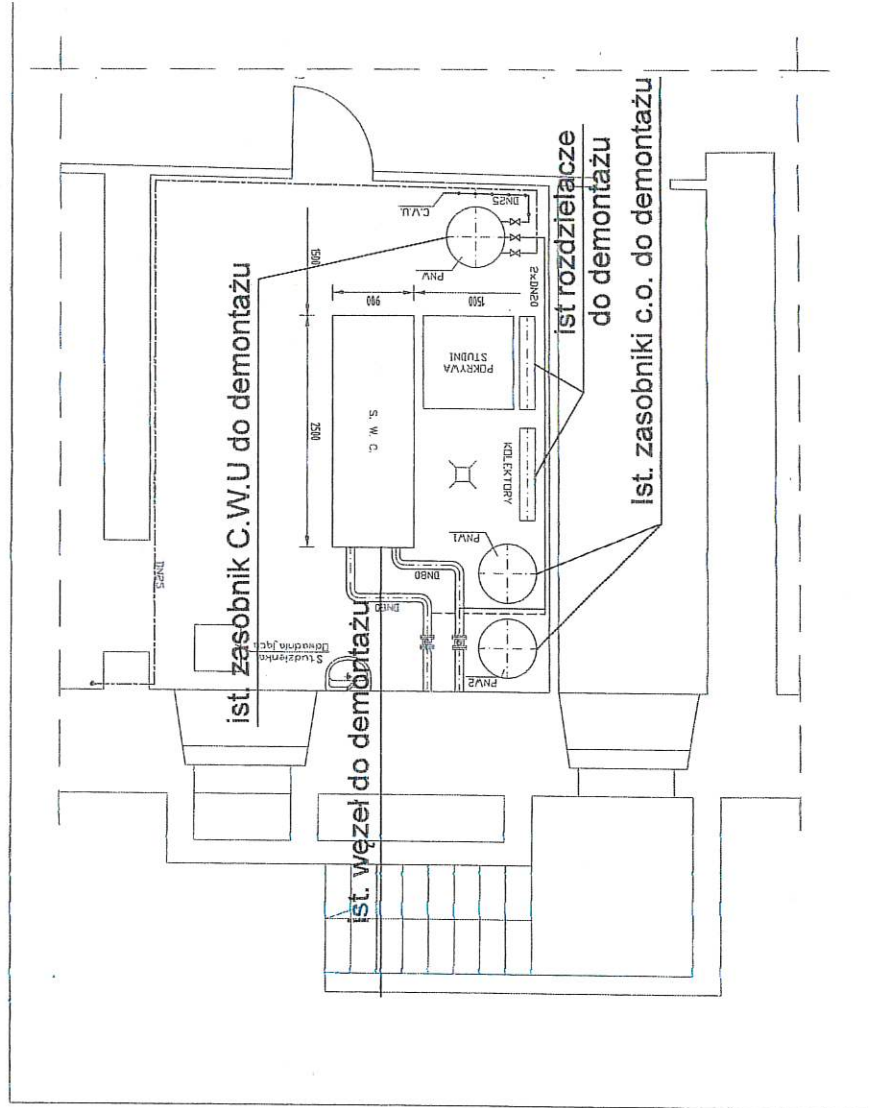 ist. zasobnik C.W.U do demontażu
ist. węzeł do demontażu
ist rozdzielacze
do demontażu
ist. zasobniki c.o. do demontażu
C.V.U.
DN25
PNW
2xDN20
1500
900
1500
2500
POKRYWA
STUDNI
S. W. C.
KOLEKTORY
PNW1
PNW2
DN80
DN25
Studzienka
Odwadniająca